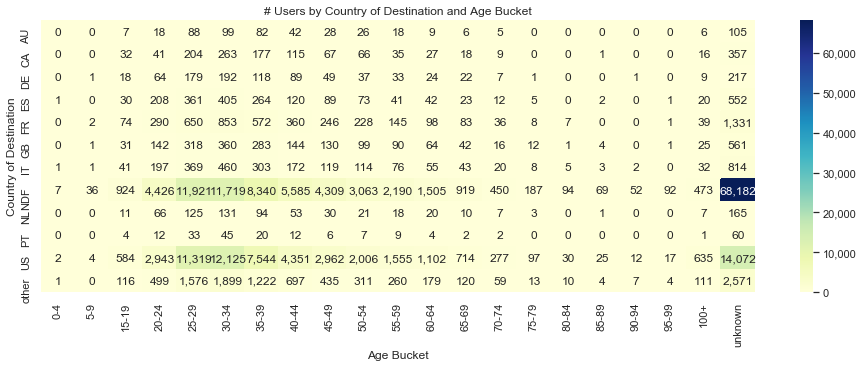 # Users by Country of Destination and Age Bucket
Country of Destination
AU 0 0 7 18 88 99 82 42 28 26 18 9 6 5 0 0 0 0 0 6 105
CA 0 0 32 41 204 263 177 115 67 66 35 27 18 9 0 0 1 0 0 16 357
DE 0 1 18 64 179 192 118 89 49 37 33 24 22 7 1 0 0 1 0 9 217
ES 1 0 30 208 361 405 264 120 89 73 41 42 23 12 5 0 2 0 1 20 552
FR 0 2 74 290 650 853 572 360 246 228 145 98 83 36 8 7 0 0 1 39 1,331
GB 0 1 31 142 318 360 283 144 130 99 90 64 42 16 12 1 4 0 1 25 561
IT 1 1 41 197 369 460 303 172 119 114 76 55 43 20 8 5 3 2 0 32 814
NDF 7 36 924 4,426 11,921 11,719 8,340 5,585 4,309 3,063 2,190 1,505 919 450 187 94 69 52 92 473 68,182
NL 0 0 11 66 125 131 94 53 30 21 18 20 10 7 3 0 1 0 0 7 165
PT 0 0 4 12 33 45 20 12 6 7 9 4 2 2 0 0 0 0 0 1 60
US 2 4 584 2,943 11,319 12,125 7,544 4,351 2,962 2,006 1,555 1,102 714 277 97 30 25 12 17 635 14,072
other 1 0 116 499 1,576 1,899 1,222 697 435 311 260 179 120 59 13 10 4 7 4 111 2,571
0-4 5-9 15-19 20-24 25-29 30-34 35-39 40-44 45-49 50-54 55-59 60-64 65-69 70-74 75-79 80-84 85-89 90-94 95-99 100+ unknown
Age Bucket
60,000
50,000
40,000
30,000
20,000
10,000
0